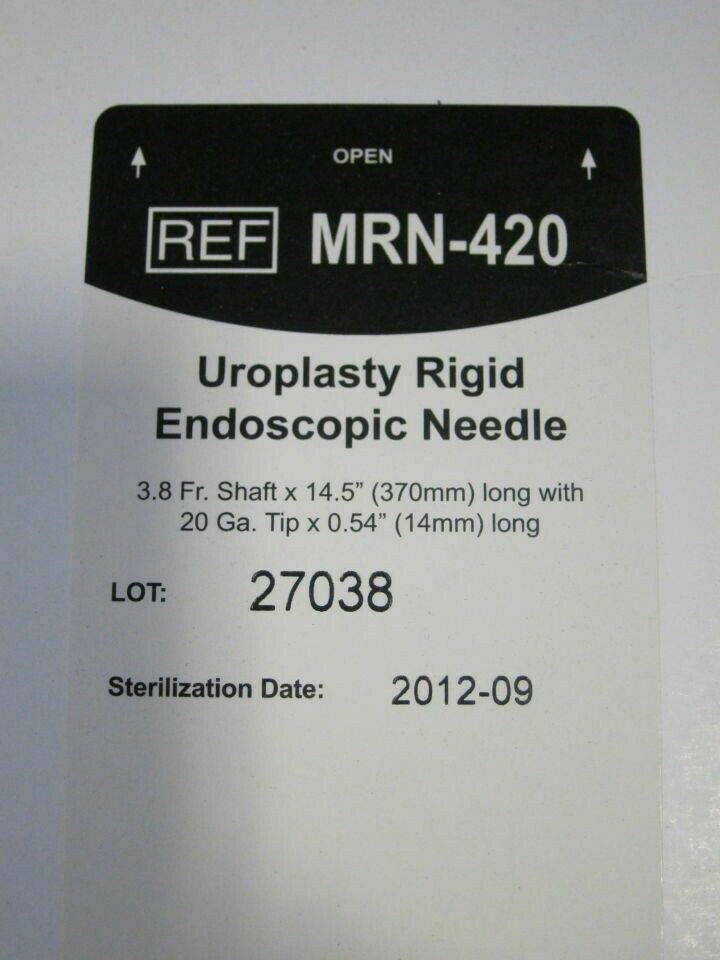 OPEN
REF MRN-420
Uroplasty Rigid
Endoscopic Needle
3.8 Fr. Shaft x 14.5” (370mm) long with
20 Ga. Tip x 0.54” (14mm) long
LOT: 27038
Sterilization Date: 2012-09